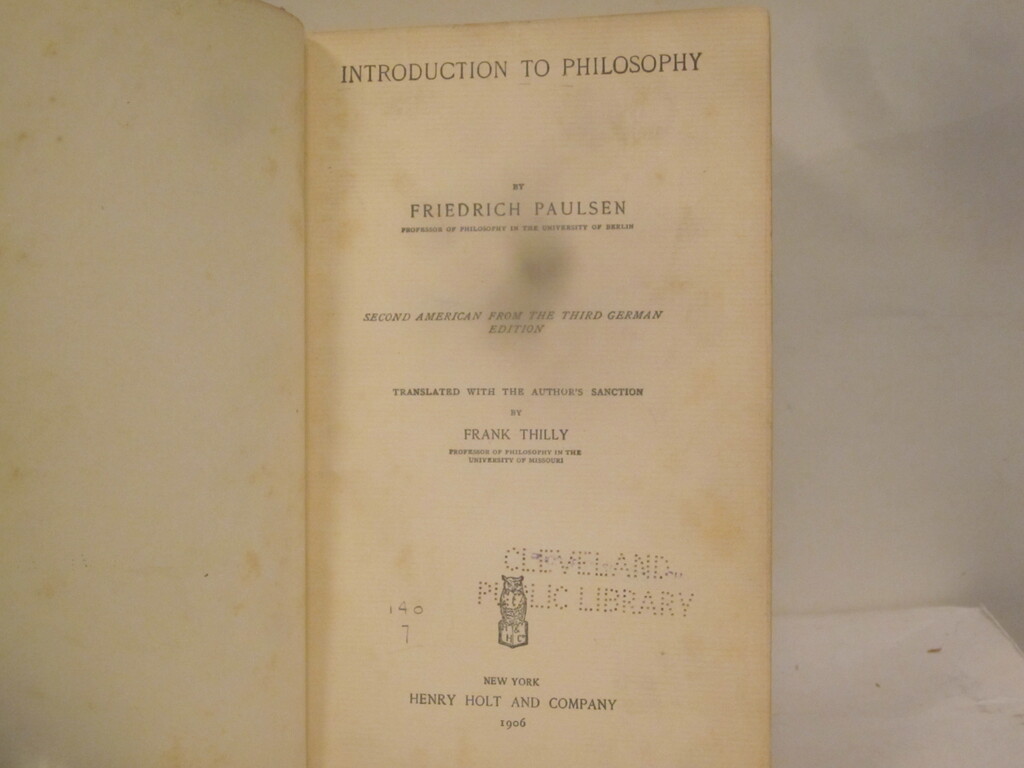 INTRODUCTION TO PHILOSOPHY
BY
FRIEDRICH PAULSEN
PROFESSOR OF PHILOSOPHY IN THE UNIVERSITY OF BERLIN
SECOND AMERICAN FROM THE THIRD GERMAN
EDITION
TRANSLATED WITH THE AUTHOR'S SANCTION
BY
FRANK THILLY
PROFESSOR OF PHILOSOPHY IN THE
UNIVERSITY OF MISSOURI
CLEVELAND
PUBLIC LIBRARY
140
7
H &
H Co
NEW YORK
HENRY HOLT AND COMPANY
1906